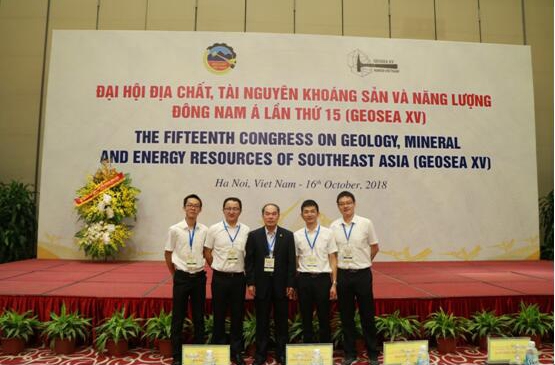 GEOSEA XV
ĐẠI HỘI ĐỊA CHẤT, TÀI NGUYÊN KHOÁNG SẢN VÀ NĂNG LƯỢNG
ĐÔNG NAM Á LẦN THỨ 15 (GEOSEA XV)
THE FIFTEENTH CONGRESS ON GEOLOGY, MINERAL
AND ENERGY RESOURCES OF SOUTHEAST ASIA (GEOSEA XV)
Ha Noi, Viet Nam - 16th October, 2018